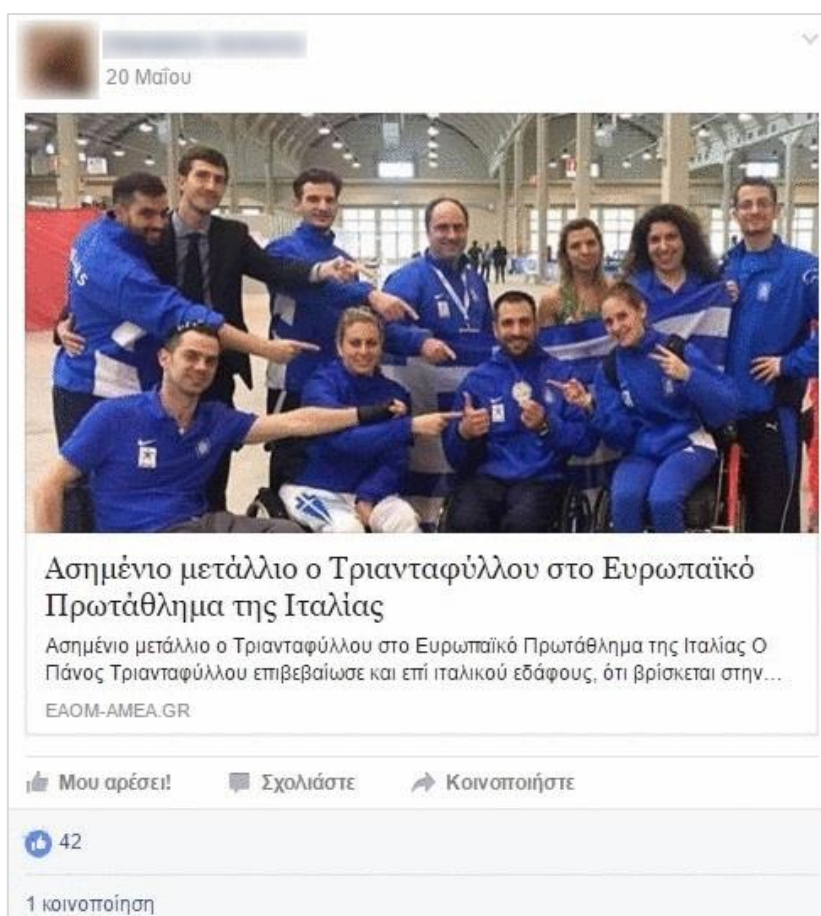 20 Μαΐου
Ασημένιο μετάλλιο ο Τριανταφύλλου στο Ευρωπαϊκό
Πρωτάθλημα της Ιταλίας
Ασημένιο μετάλλιο ο Τριανταφύλλου στο Ευρωπαϊκό Πρωτάθλημα της Ιταλίας Ο
Πάνος Τριανταφύλλου επιβεβαίωσε και επί ιταλικού εδάφους, ότι βρίσκεται στην...
EAOM-AMEA.GR
Μου αρέσει! Σχολιάστε Κοινοποιήστε
42
1 κοινοποίηση